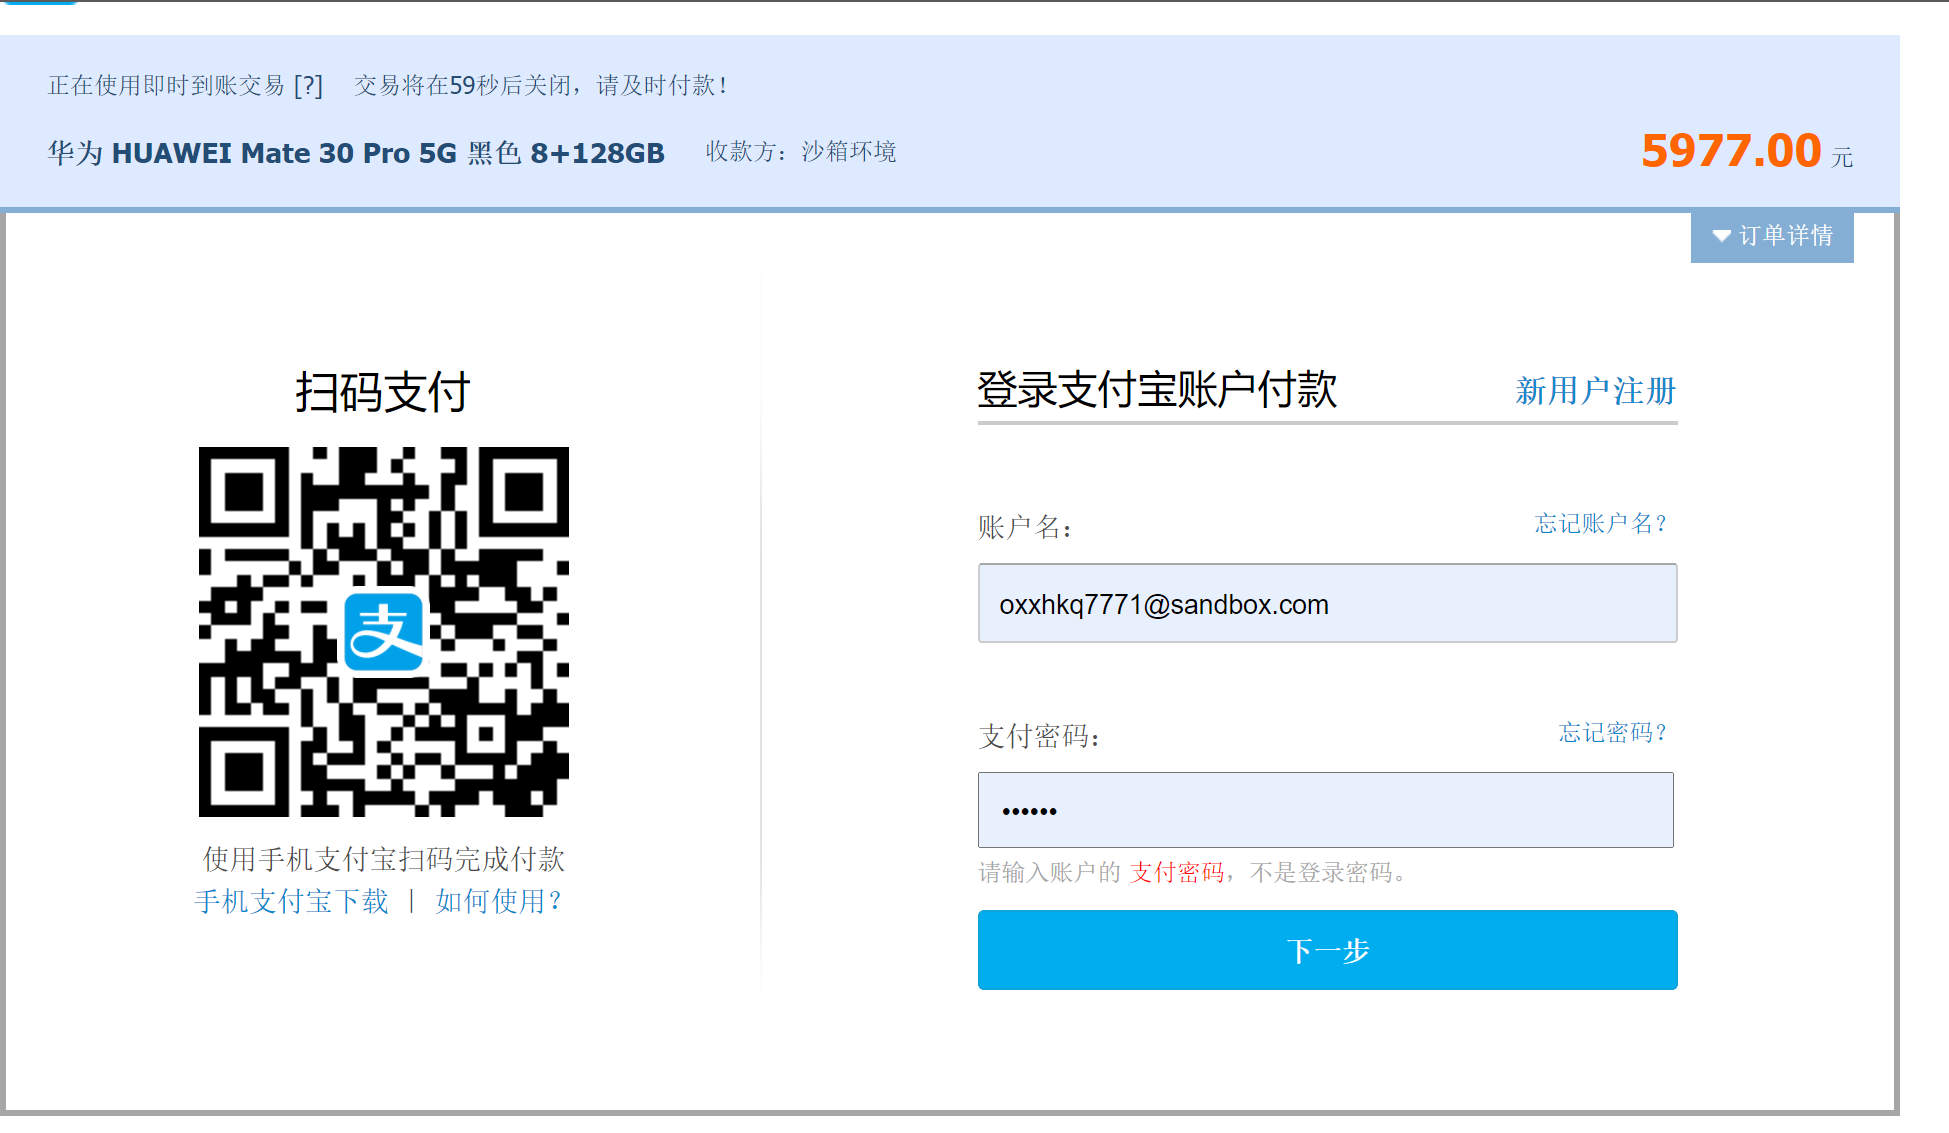 正在使用即时到账交易 [?] 交易将在59秒后关闭，请及时付款！
华为 HUAWEI Mate 30 Pro 5G 黑色 8+128GB 收款方：沙箱环境 5977.00 元
订单详情
扫码支付
支
使用手机支付宝扫码完成付款
手机支付宝下载 | 如何使用？
登录支付宝账户付款 新用户注册
账户名： 忘记账户名？
oxxhkq7771@sandbox.com
支付密码： 忘记密码？
••••••
请输入账户的 支付密码，不是登录密码。
下一步